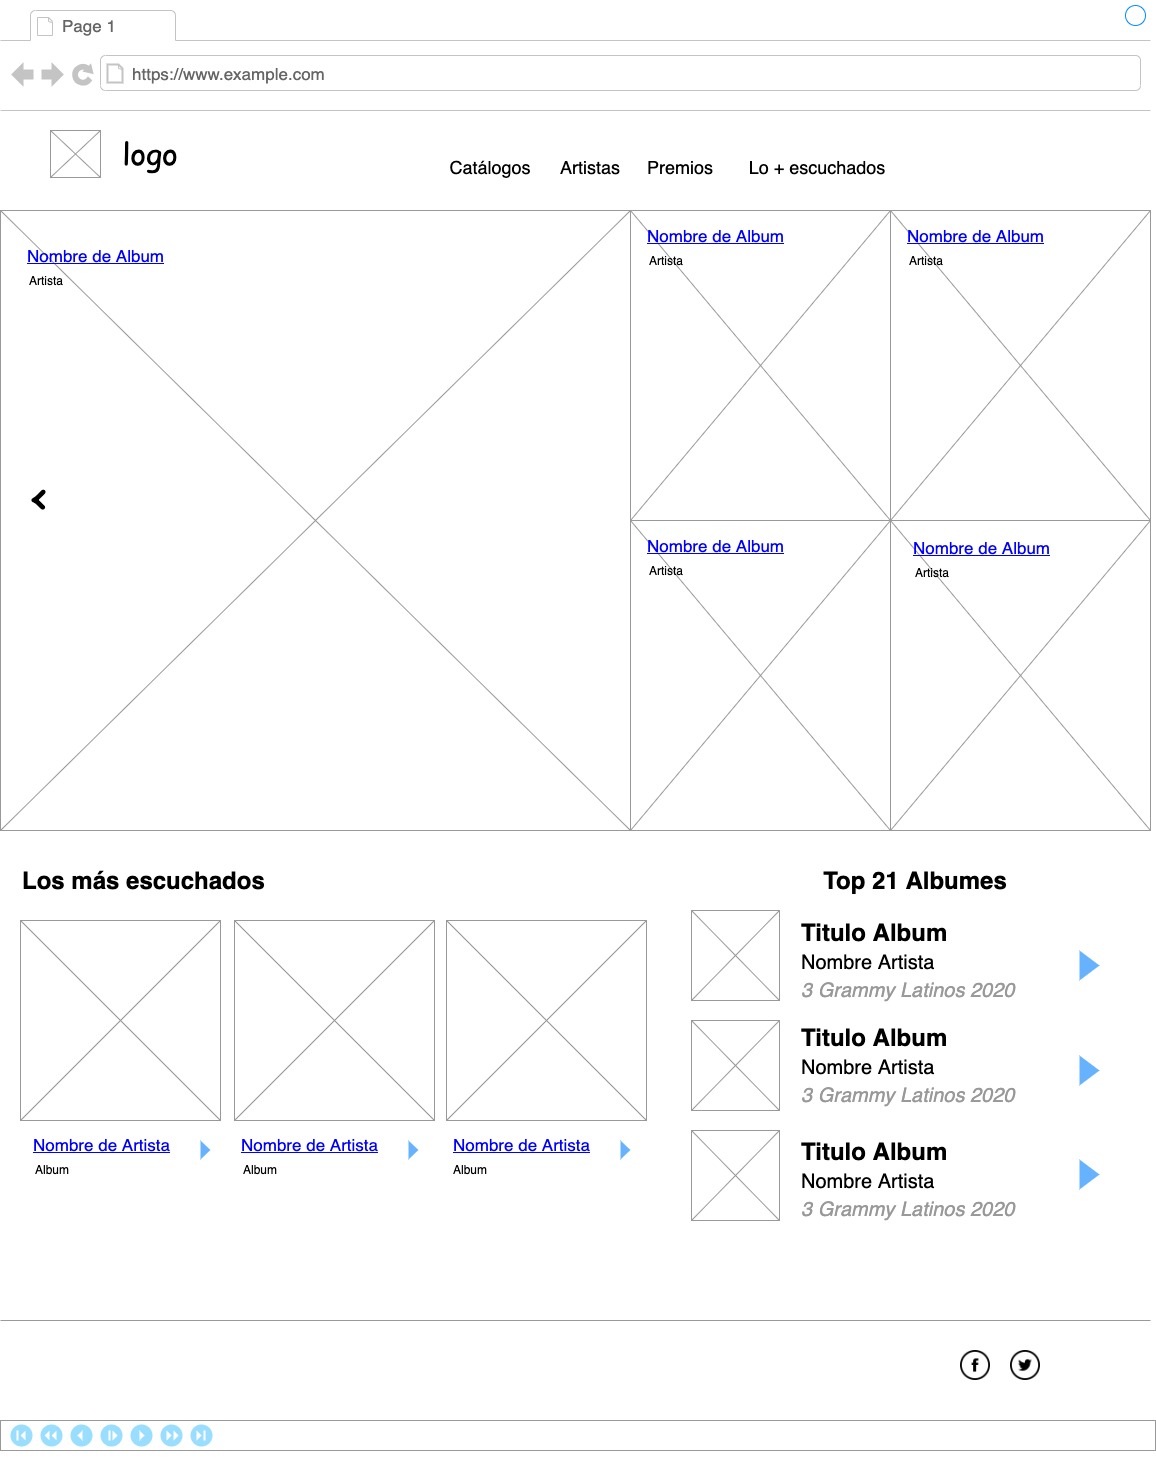 Page 1
https://www.example.com
logo
Catálogos Artistas Premios Lo + escuchados
Nombre de Album
Artista
Nombre de Album
Artista
Nombre de Album
Artista
Nombre de Album
Artista
Nombre de Album
Artista
Los más escuchados
Nombre de Artista
Album
Nombre de Artista
Album
Nombre de Artista
Album
Top 21 Albumes
Titulo Album
Nombre Artista
3 Grammy Latinos 2020
Titulo Album
Nombre Artista
3 Grammy Latinos 2020
Titulo Album
Nombre Artista
3 Grammy Latinos 2020